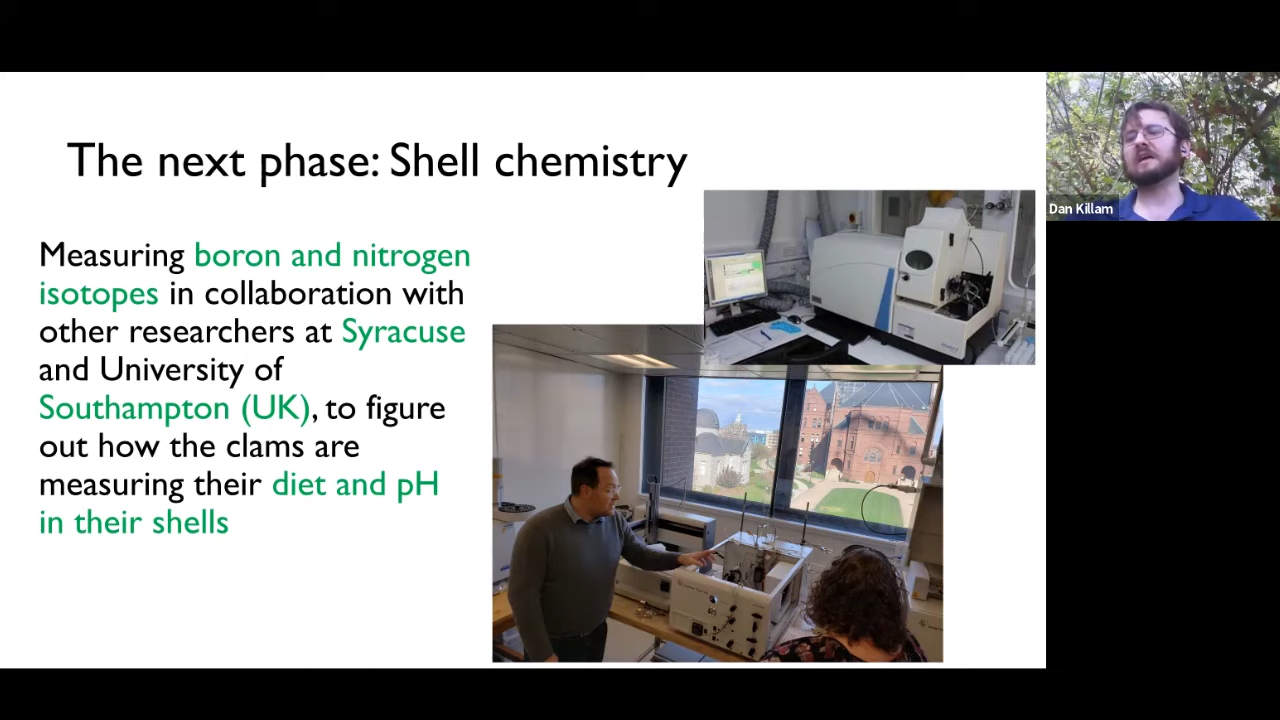 The next phase: Shell chemistry
Measuring boron and nitrogen
isotopes in collaboration with
other researchers at Syracuse
and University of
Southampton (UK), to figure
out how the clams are
measuring their diet and pH
in their shells
Dan Killam